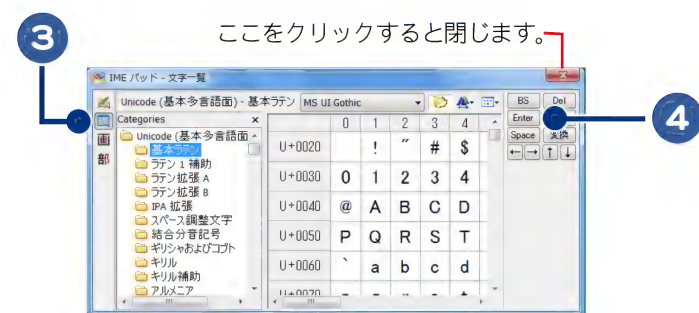 ここをクリックすると閉じます。
3
IME パッド - 文字一覧
Unicode (基本多言語面) - 基本ラテン MS UI Gothic
BS Del
Categories x
0 1 2 3 4
Enter
4
Unicode (基本多言語面
画
基本ラテン
U+0020 ! " # $
Space 変換
部
ラテン 1 補助
← → ↑ ↓
ラテン拡張 A
U+0030 0 1 2 3 4
ラテン拡張 B
IPA 拡張
U+0040 @ A B C D
スペース調整文字
結合分音記号
U+0050 P Q R S T
ギリシャおよびコプト
キリル
U+0060 ` a b c d
キリル補助
アルメニア
U+0070